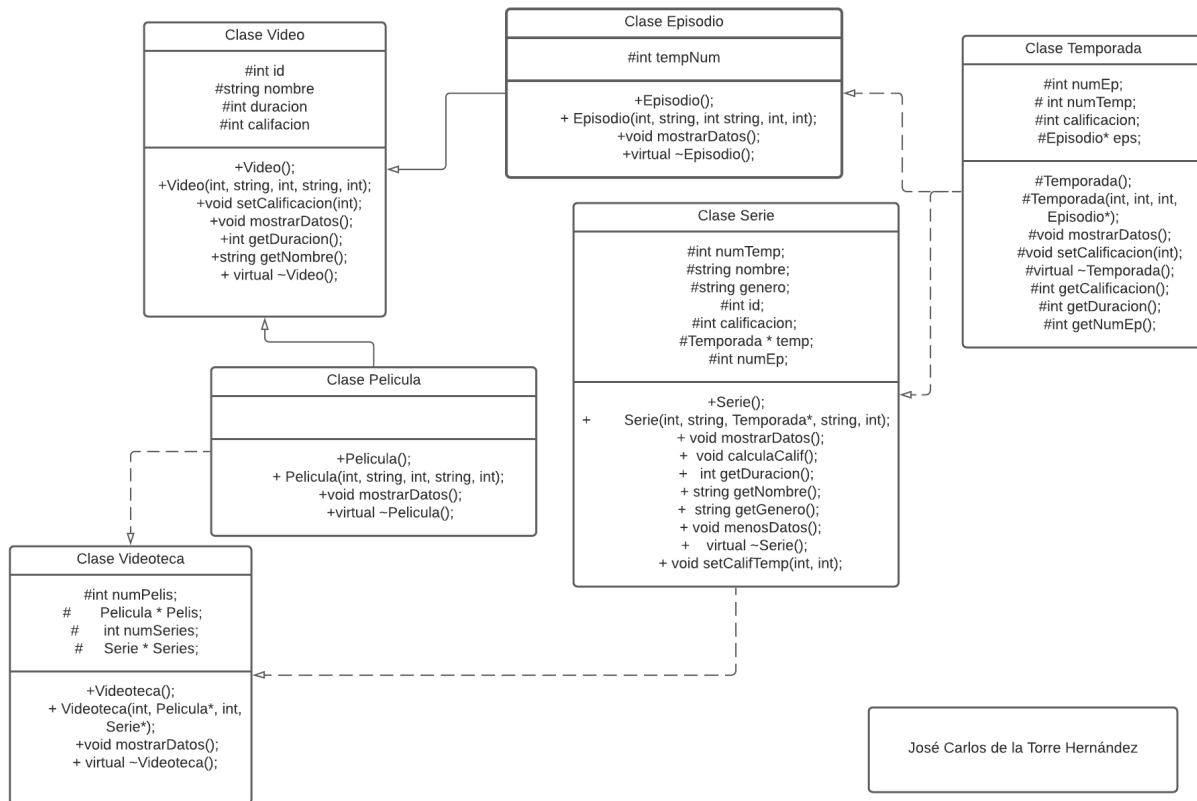 Clase Video
#int id
#string nombre
#int duracion
#int califacion
+Video();
+Video(int, string, int, string, int);
+void setCalificacion(int);
+void mostrarDatos();
+int getDuracion();
+string getNombre();
+ virtual ~Video();
Clase Episodio
#int tempNum
+Episodio();
+ Episodio(int, string, int string, int, int);
+void mostrarDatos();
+virtual ~Episodio();
Clase Temporada
#int numEp;
# int numTemp;
#int calificacion;
#Episodio* eps;
#Temporada();
#Temporada(int, int, int,
Episodio*);
#void mostrarDatos();
#void setCalificacion(int);
#virtual ~Temporada();
#int getCalificacion();
#int getDuracion();
#int getNumEp();
Clase Serie
#int numTemp;
#string nombre;
#string genero;
#int id;
#int calificacion;
#Temporada * temp;
#int numEp;
+Serie();
+ Serie(int, string, Temporada*, string, int);
+ void mostrarDatos();
+ void calculaCalif();
+ int getDuracion();
+ string getNombre();
+ string getGenero();
+ void menosDatos();
+ virtual ~Serie();
+ void setCalifTemp(int, int);
Clase Pelicula
+Pelicula();
+ Pelicula(int, string, int, string, int);
+void mostrarDatos();
+virtual ~Pelicula();
Clase Videoteca
#int numPelis;
# Pelicula * Pelis;
# int numSeries;
# Serie * Series;
+Videoteca();
+ Videoteca(int, Pelicula*, int,
Serie*);
+void mostrarDatos();
+ virtual ~Videoteca();
José Carlos de la Torre Hernández